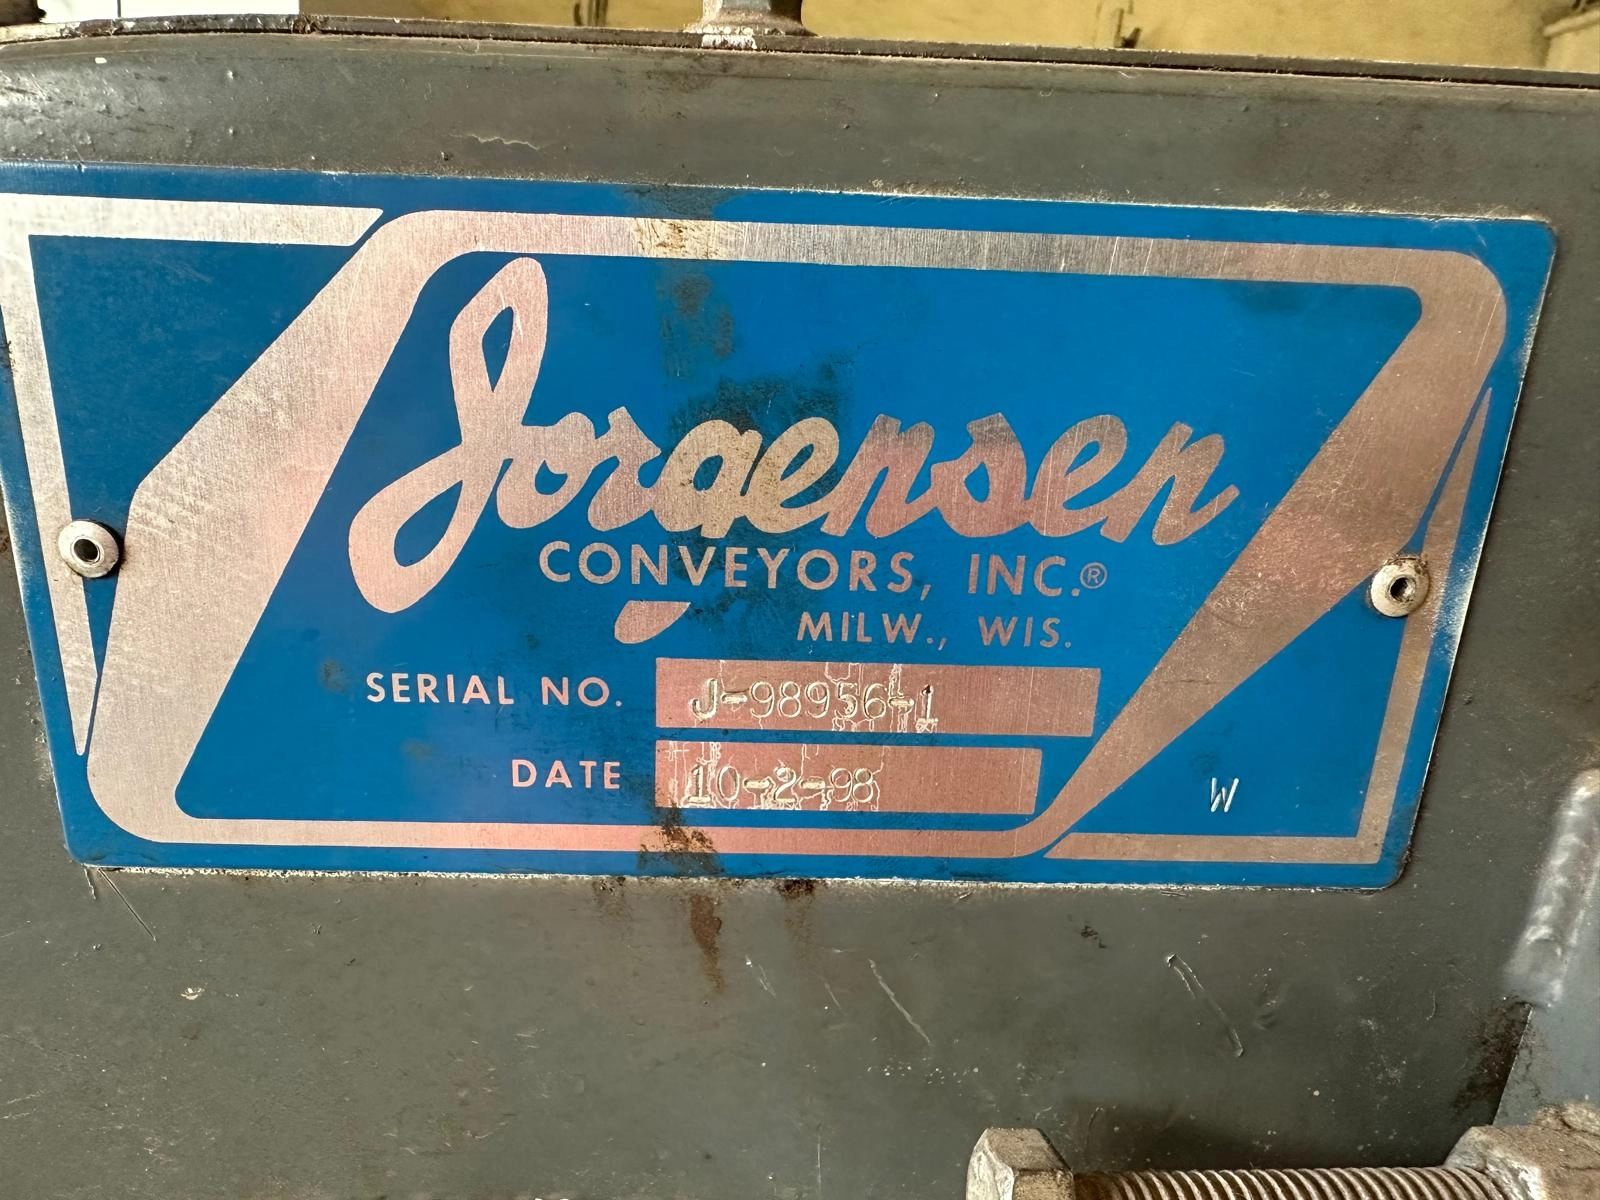 Jorgensen
CONVEYORS, INC.®
MILW., WIS.
SERIAL NO. J-98956-1
DATE 10-2-98
W